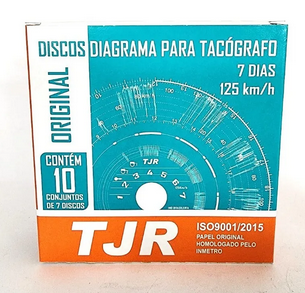 ORIGINAL
DISCOS DIAGRAMA PARA TACÓGRAFO
7 DIAS
125 km/h
CONTÉM
10
CONJUNTOS
DE 7 DISCOS
TJR
TJR
ISO9001/2015
PAPEL ORIGINAL
HOMOLOGADO PELO
INMETRO